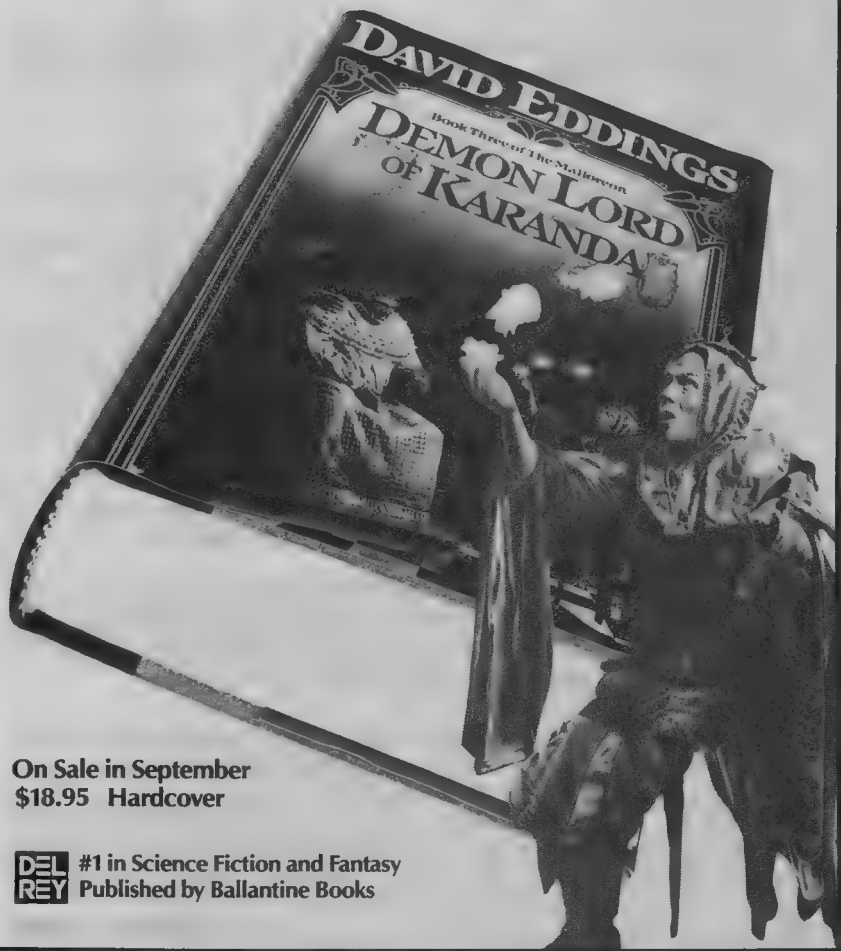 DAVID EDDINGS
Book Three of The Malloreon
DEMON LORD
OF KARANDA
On Sale in September
$18.95 Hardcover
DEL REY
#1 in Science Fiction and Fantasy
Published by Ballantine Books